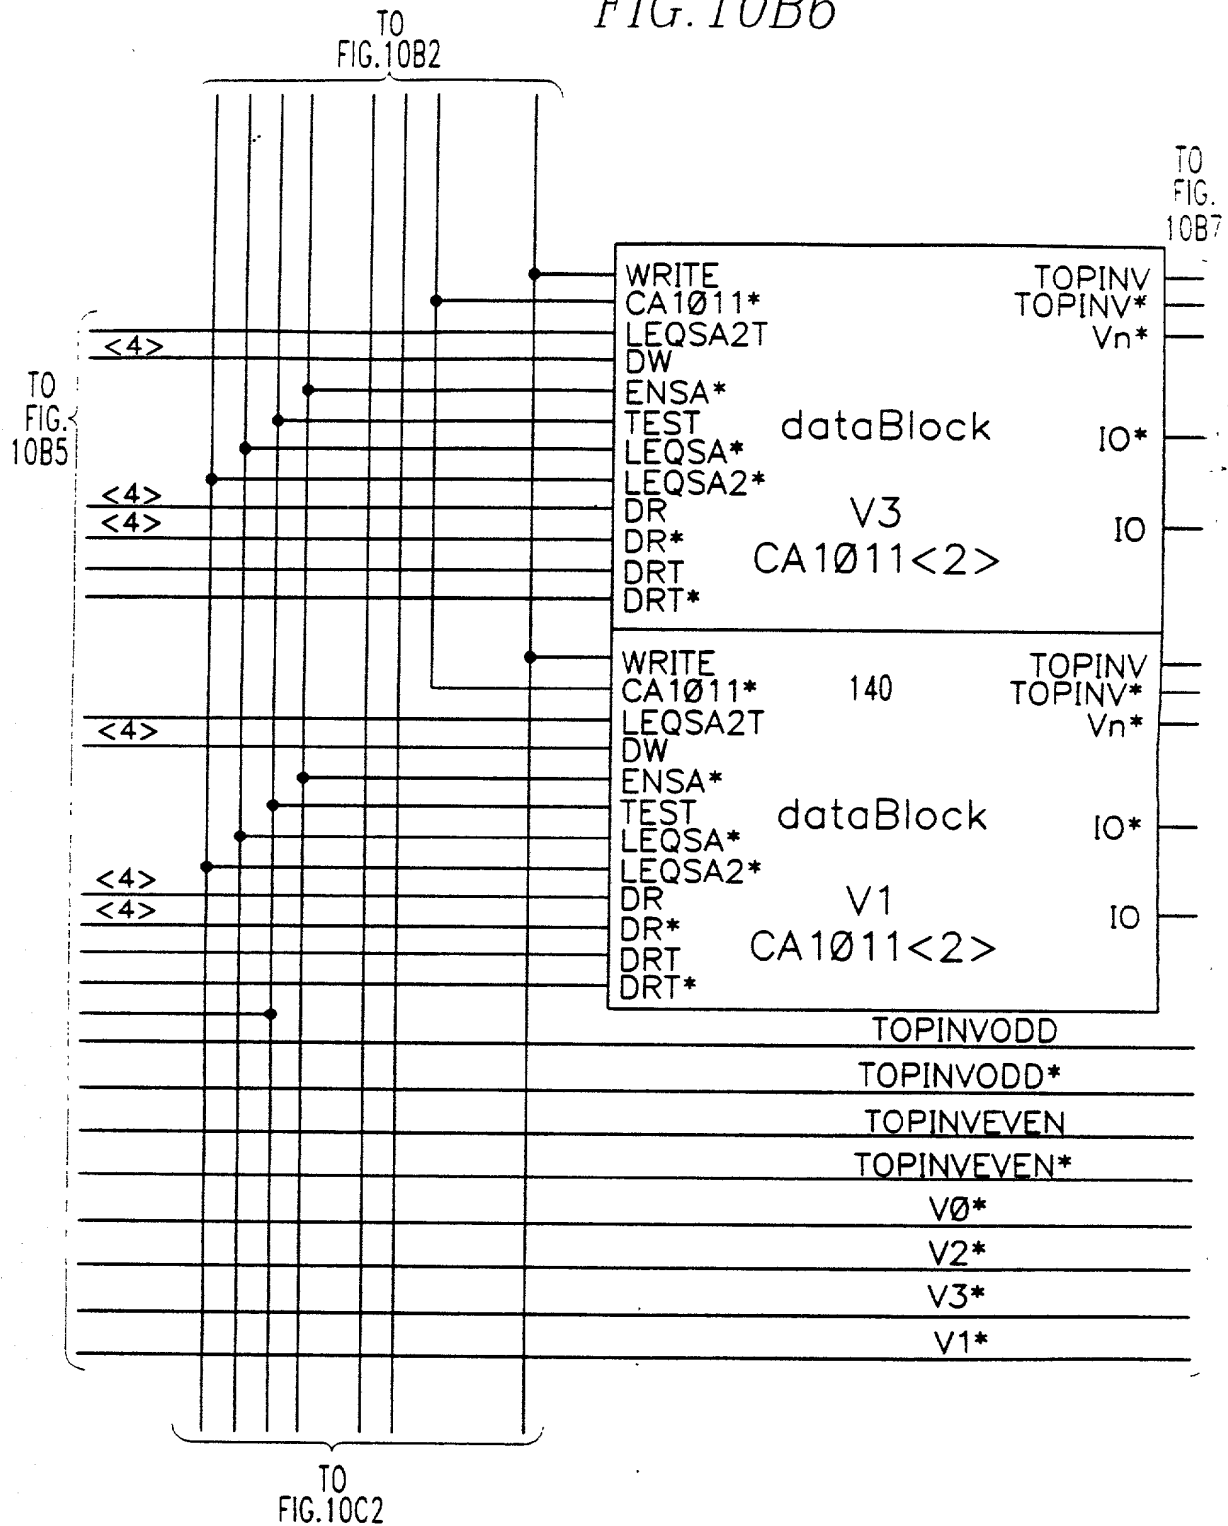 FIG.10B6
TO
FIG.10B2
TO
FIG.
10B7
WRITE
CA1Ø11*
LEQSA2T
<4>
DW
ENSA*
TEST
LEQSA*
LEQSA2*
<4>
DR
<4>
DR*
DRT
DRT*
dataBlock
V3
CA1Ø11<2>
TOPINV
TOPINV*
Vn*
IO*
IO
TO
FIG.
10B5
WRITE
CA1Ø11*
LEQSA2T
<4>
DW
ENSA*
TEST
LEQSA*
LEQSA2*
<4>
DR
<4>
DR*
DRT
DRT*
140
dataBlock
V1
CA1Ø11<2>
TOPINV
TOPINV*
Vn*
IO*
IO
TOPINVODD
TOPINVODD*
TOPINVEVEN
TOPINVEVEN*
VØ*
V2*
V3*
V1*
TO
FIG.10C2